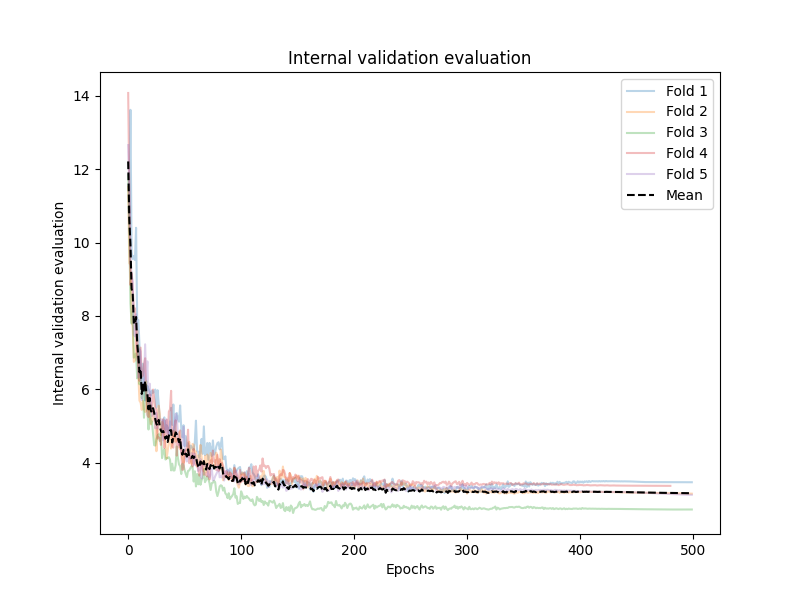 Internal validation evaluation
Internal validation evaluation
14
12
10
8
6
4
0
100
200
300
400
500
Epochs
Fold 1
Fold 2
Fold 3
Fold 4
Fold 5
Mean